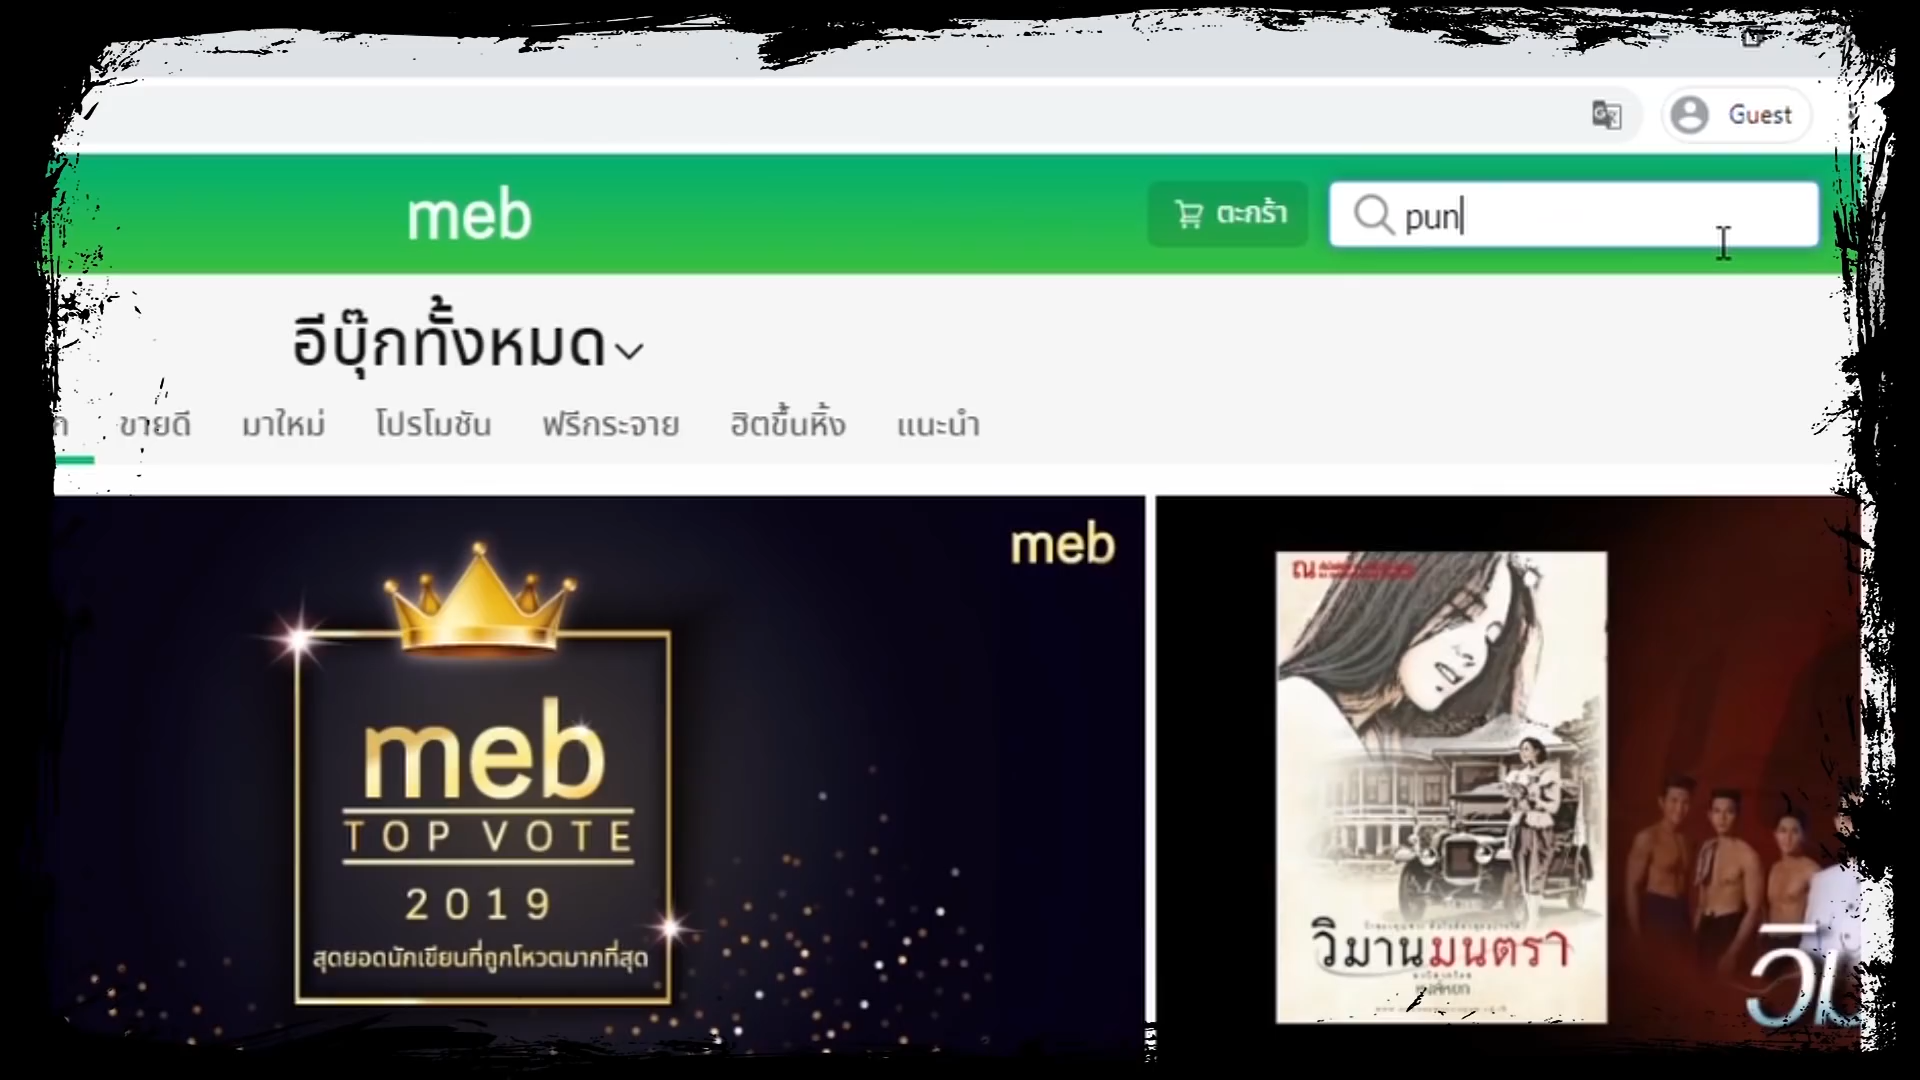 Guest
meb
ตะกร้า
pun
อีบุ๊กทั้งหมด
ขายดี มาใหม่ โปรโมชัน ฟรีกระจาย ฮิตขึ้นหิ้ง แนะนำ
meb
meb
TOP VOTE
2019
สุดยอดนักเขียนที่ถูกโหวตมากที่สุด
ณ
วิมานมนตรา